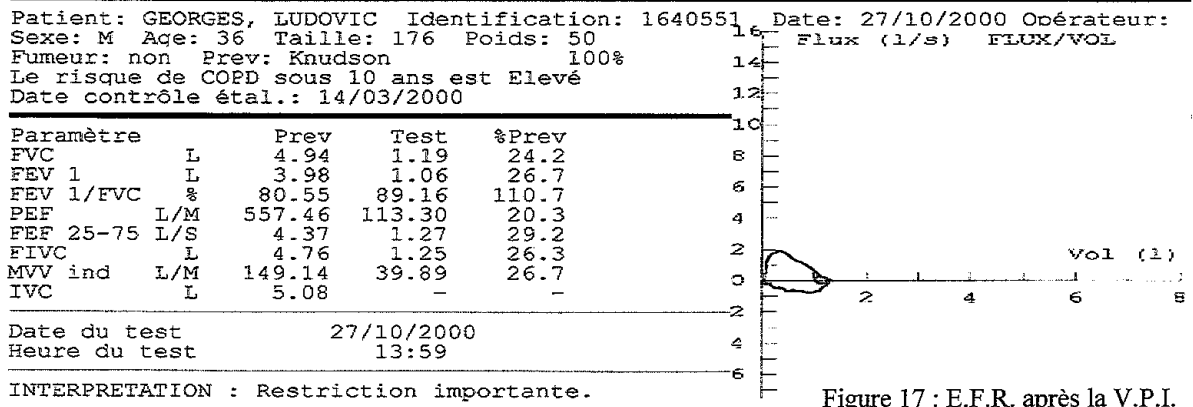 Patient: GEORGES, LUDOVIC Identification: 1640551 Date: 27/10/2000 Opérateur:
Sexe: M Age: 36 Taille: 176 Poids: 50
Fumeur: non Prev: Knudson 100%
Le risque de COPD sous 10 ans est Elevé
Date contrôle étal.: 14/03/2000
Paramètre Prev Test %Prev
FVC L 4.94 1.19 24.2
FEV 1 L 3.98 1.06 26.7
FEV 1/FVC % 80.55 89.16 110.7
PEF L/M 557.46 113.30 20.3
FEF 25-75 L/S 4.37 1.27 29.2
FIVC L 4.76 1.25 26.3
MVV ind L/M 149.14 39.89 26.7
IVC L 5.08 — —
Date du test 27/10/2000
Heure du test 13:59
INTERPRETATION : Restriction importante.
Flux (l/s) FLUX/VOL
16
14
12
10
8
6
4
2
0
2
4
6
Vol (l)
2 4 6 8
Figure 17 : E.F.R. après la V.P.I.